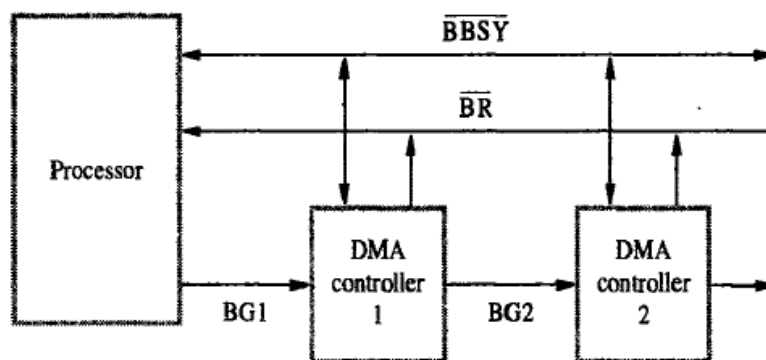 BBSY
BR
Processor
DMA
controller
1
DMA
controller
2
BG1
BG2